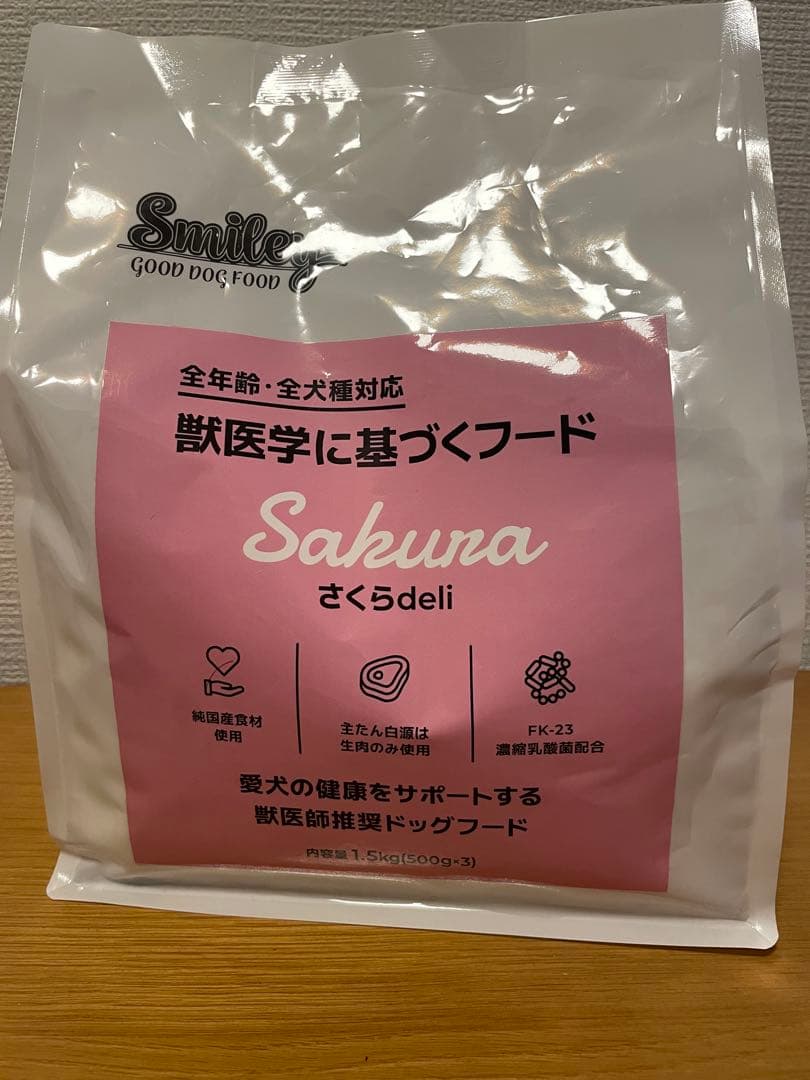 Smiley
GOOD DOG FOOD
全年齢・全犬種対応
獣医学に基づくフード
Sakura
さくらdeli
純国産食材
使用
主たん白源は
生肉のみ使用
FK-23
濃縮乳酸菌配合
愛犬の健康をサポートする
獣医師推奨ドッグフード
内容量 1.5kg(500g×3)